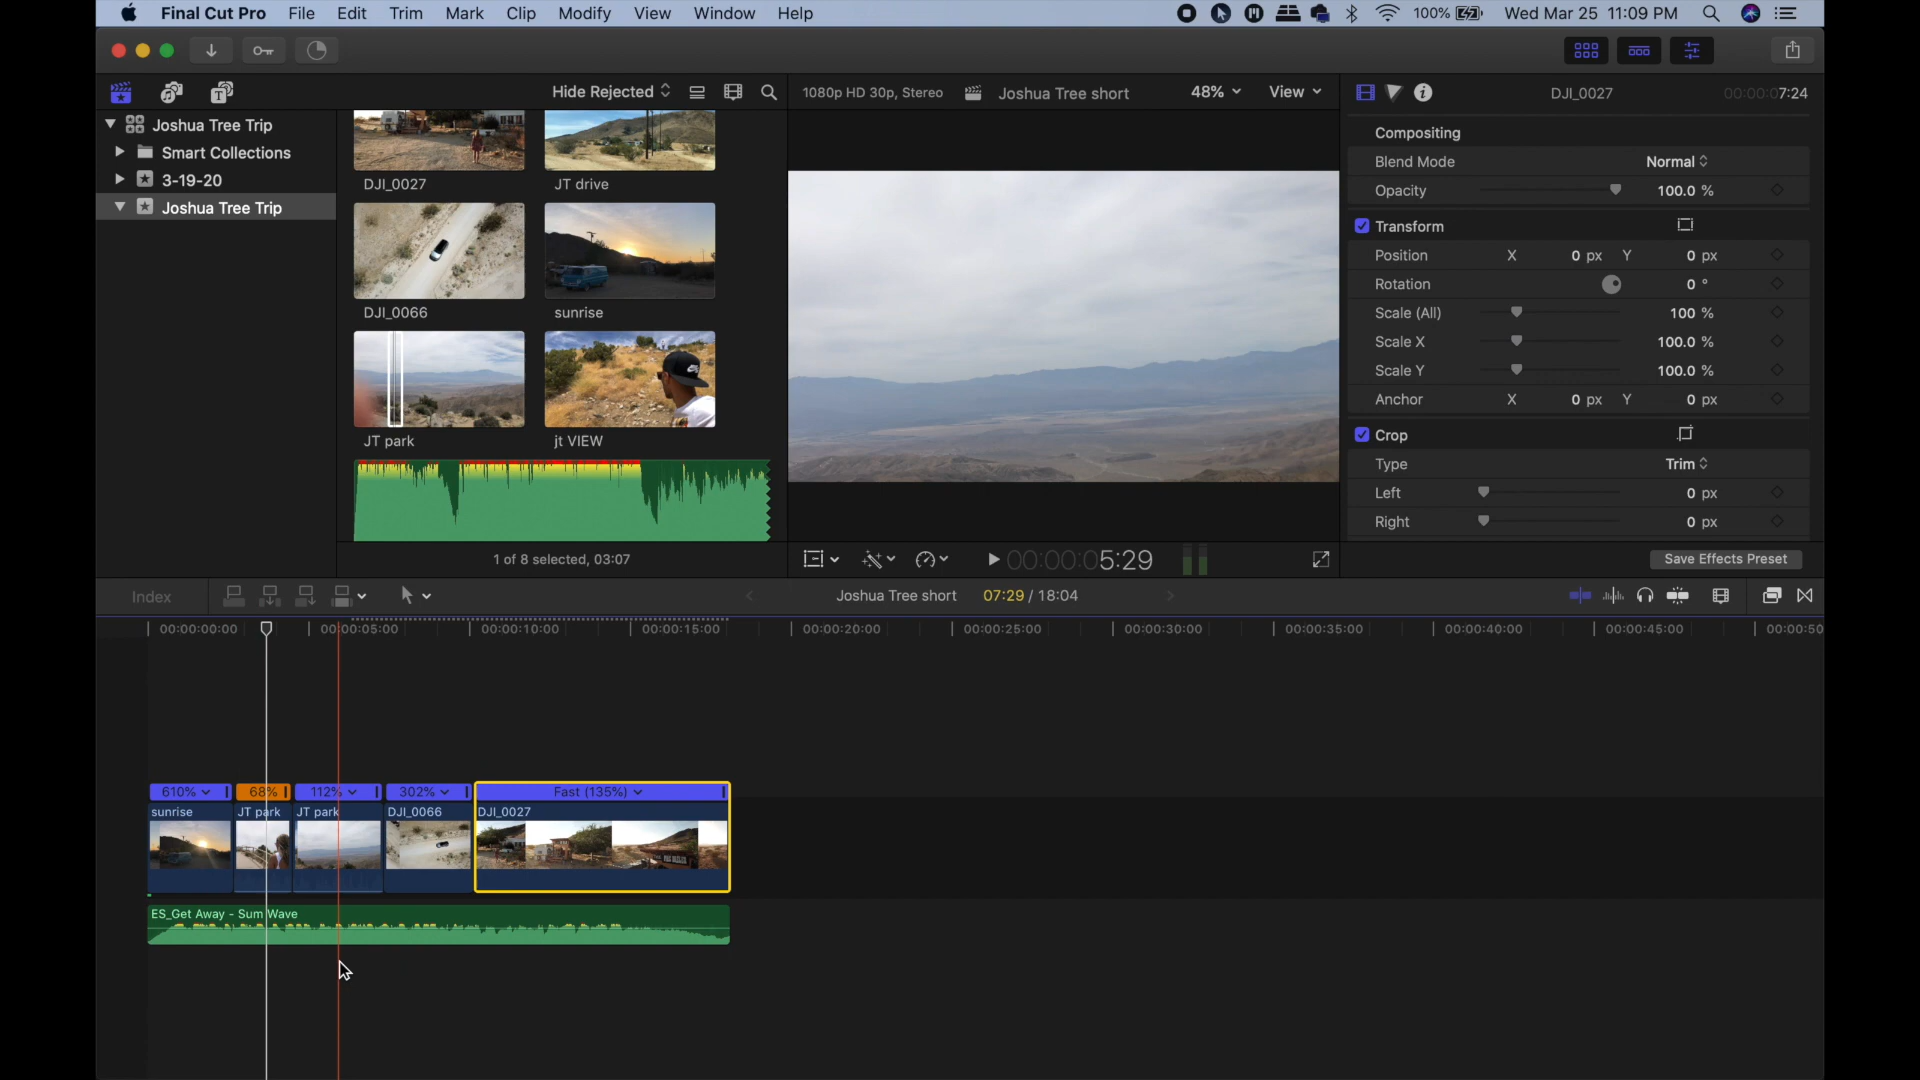 Final Cut Pro File Edit Trim Mark Clip Modify View Window Help 100% Wed Mar 25 11:09 PM
Hide Rejected
1080p HD 30p, Stereo Joshua Tree short 48% View
DJI_0027 00:00:07:24
Joshua Tree Trip
Smart Collections
3-19-20
Joshua Tree Trip
DJI_0027 JT drive
DJI_0066 sunrise
JT park jt VIEW
1 of 8 selected, 03:07
Compositing
Blend Mode Normal
Opacity 100.0 %
Transform
Position X 0 px Y 0 px
Rotation 0 °
Scale (All) 100 %
Scale X 100.0 %
Scale Y 100.0 %
Anchor X 0 px Y 0 px
Crop
Type Trim
Left 0 px
Right 0 px
00:00:05:29
Save Effects Preset
Index Joshua Tree short 07:29 / 18:04
00:00:00:00 00:00:05:00 00:00:10:00 00:00:15:00 00:00:20:00 00:00:25:00 00:00:30:00 00:00:35:00 00:00:40:00 00:00:45:00 00:00:50
610% 68% 112% 302% Fast (135%)
sunrise JT park JT park DJI_0066 DJI_0027
ES_Get Away - Sum Wave